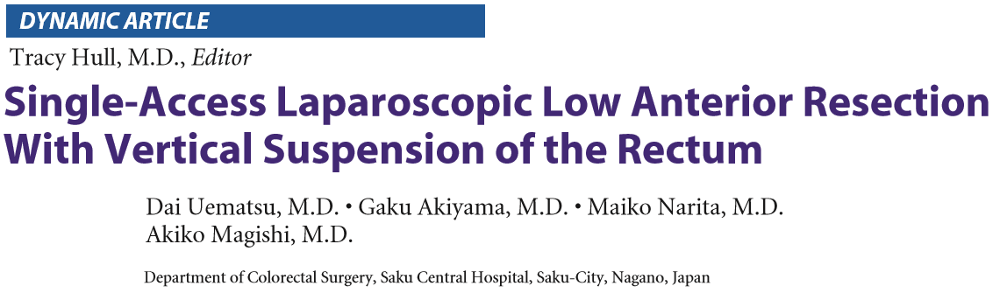 DYNAMIC ARTICLE
Tracy Hull, M.D., Editor
Single-Access Laparoscopic Low Anterior Resection
With Vertical Suspension of the Rectum
Dai Uematsu, M.D. • Gaku Akiyama, M.D. • Maiko Narita, M.D.
Akiko Magishi, M.D.
Department of Colorectal Surgery, Saku Central Hospital, Saku-City, Nagano, Japan